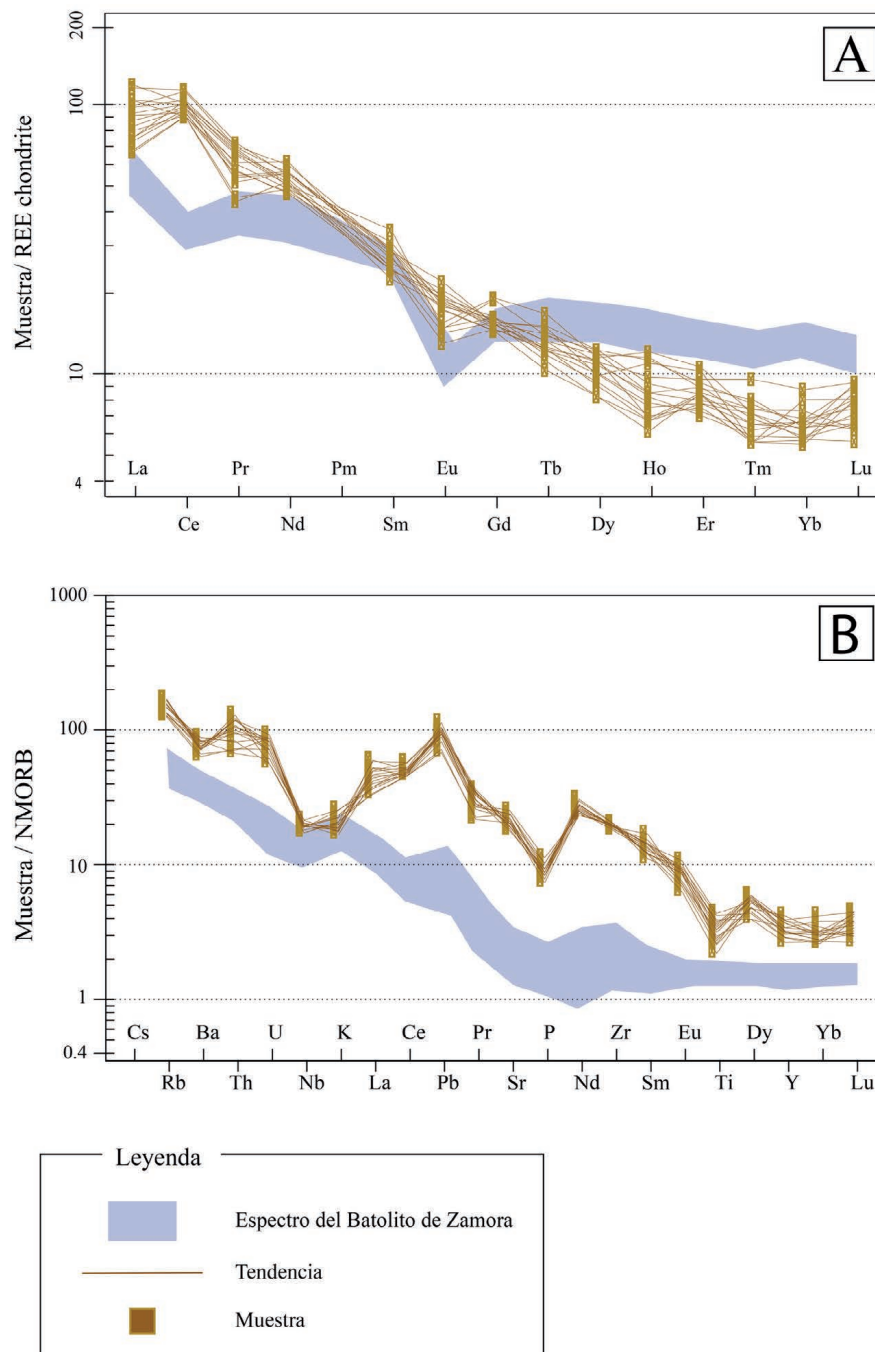 200
A
100
Muestra/ REE chondrite
10
La Pr Pm Eu Tb Ho Tm Lu
4
Ce Nd Sm Gd Dy Er Yb
1000
B
100
Muestra / NMORB
10
1
Cs Ba U K Ce Pr P Zr Eu Dy Yb
0.4
Rb Th Nb La Pb Sr Nd Sm Ti Y Lu
Leyenda
Espectro del Batolito de Zamora
Tendencia
Muestra